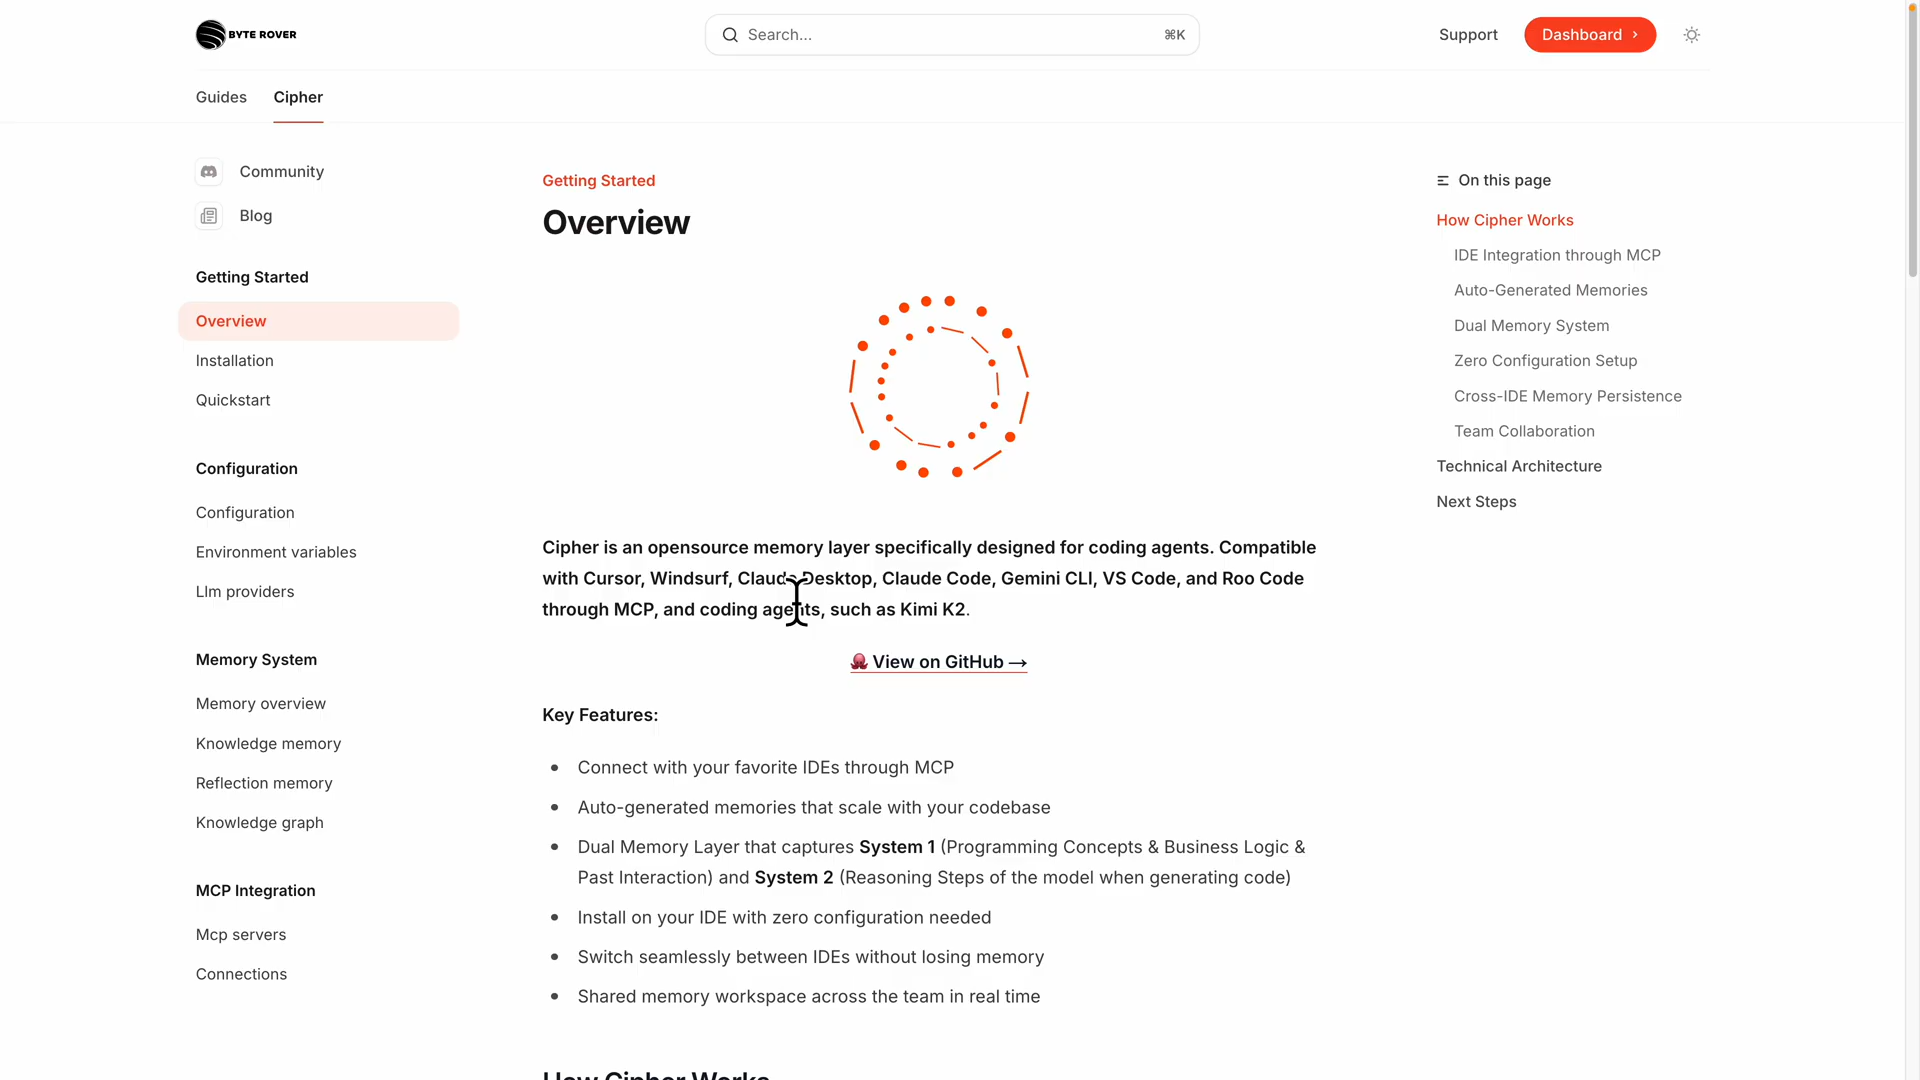 BYTE ROVER
Search...
⌘K
Support
Dashboard
Guides
Cipher
Community
Blog
Getting Started
Overview
Installation
Quickstart
Configuration
Configuration
Environment variables
Llm providers
Memory System
Memory overview
Knowledge memory
Reflection memory
Knowledge graph
MCP Integration
Mcp servers
Connections
Getting Started
Overview
Cipher is an opensource memory layer specifically designed for coding agents. Compatible
with Cursor, Windsurf, Claude Desktop, Claude Code, Gemini CLI, VS Code, and Roo Code
through MCP, and coding agents, such as Kimi K2.
View on GitHub →
Key Features:
• Connect with your favorite IDEs through MCP
• Auto-generated memories that scale with your codebase
• Dual Memory Layer that captures System 1 (Programming Concepts & Business Logic &
Past Interaction) and System 2 (Reasoning Steps of the model when generating code)
• Install on your IDE with zero configuration needed
• Switch seamlessly between IDEs without losing memory
• Shared memory workspace across the team in real time
How Cipher Works
On this page
How Cipher Works
IDE Integration through MCP
Auto-Generated Memories
Dual Memory System
Zero Configuration Setup
Cross-IDE Memory Persistence
Team Collaboration
Technical Architecture
Next Steps